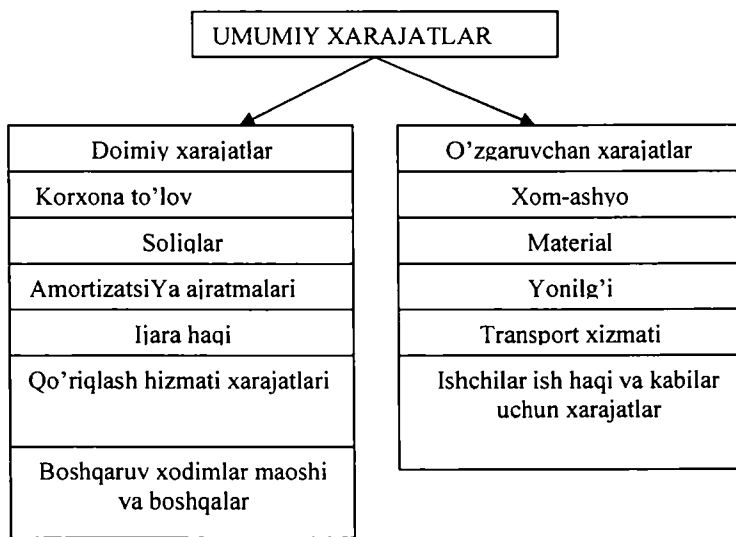 UMUMIY XARAJATLAR
Doimiy xarajatlar
Korxona to'lov
Soliqlar
AmortizatsiYa ajratmalari
Ijara haqi
Qo'riqlash hizmati xarajatlari
Boshqaruv xodimlar maoshi
va boshqalar
O'zgaruvchan xarajatlar
Xom-ashyo
Material
Yonilg'i
Transport xizmati
Ishchilar ish haqi va kabilar
uchun xarajatlar